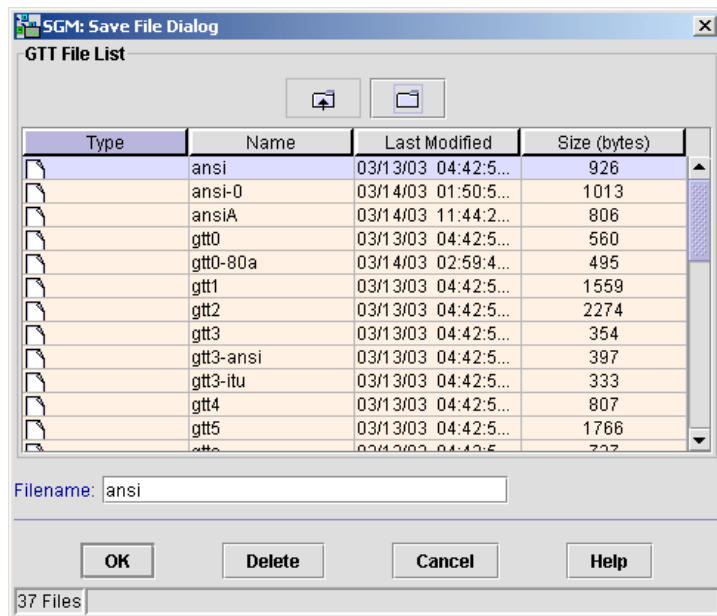 SGM: Save File Dialog
GTT File List
Type Name Last Modified Size (bytes)
ansi 03/13/03 04:42:5... 926
ansi-0 03/14/03 01:50:5... 1013
ansiA 03/14/03 11:44:2... 806
gtt0 03/13/03 04:42:5... 560
gtt0-80a 03/14/03 02:59:4... 495
gtt1 03/13/03 04:42:5... 1559
gtt2 03/13/03 04:42:5... 2274
gtt3 03/13/03 04:42:5... 354
gtt3-ansi 03/13/03 04:42:5... 397
gtt3-itu 03/13/03 04:42:5... 333
gtt4 03/13/03 04:42:5... 807
gtt5 03/13/03 04:42:5... 1766
Filename: ansi
OK Delete Cancel Help
37 Files